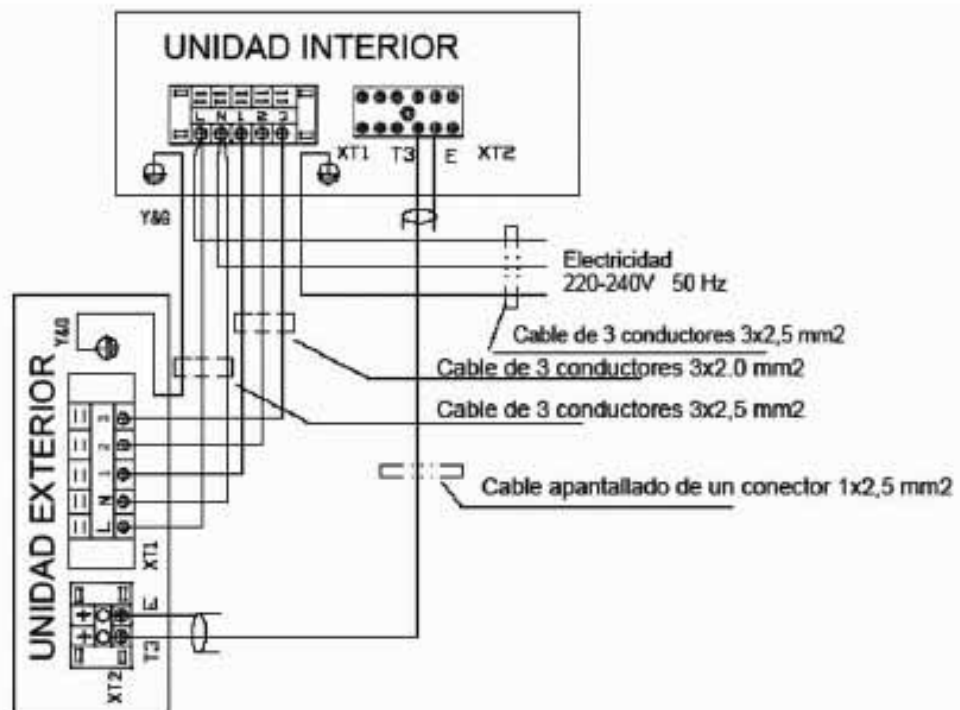 UNIDAD INTERIOR
L N 1 2 3
XT1 T3 E XT2
Y&G
Electricidad
220-240V 50 Hz
Cable de 3 conductores 3x2,5 mm2
Cable de 3 conductores 3x2.0 mm2
Cable de 3 conductores 3x2,5 mm2
Cable apantallado de un conector 1x2,5 mm2
UNIDAD EXTERIOR
Y&G
L N 1 2 3
XT1
E
T3
XT2